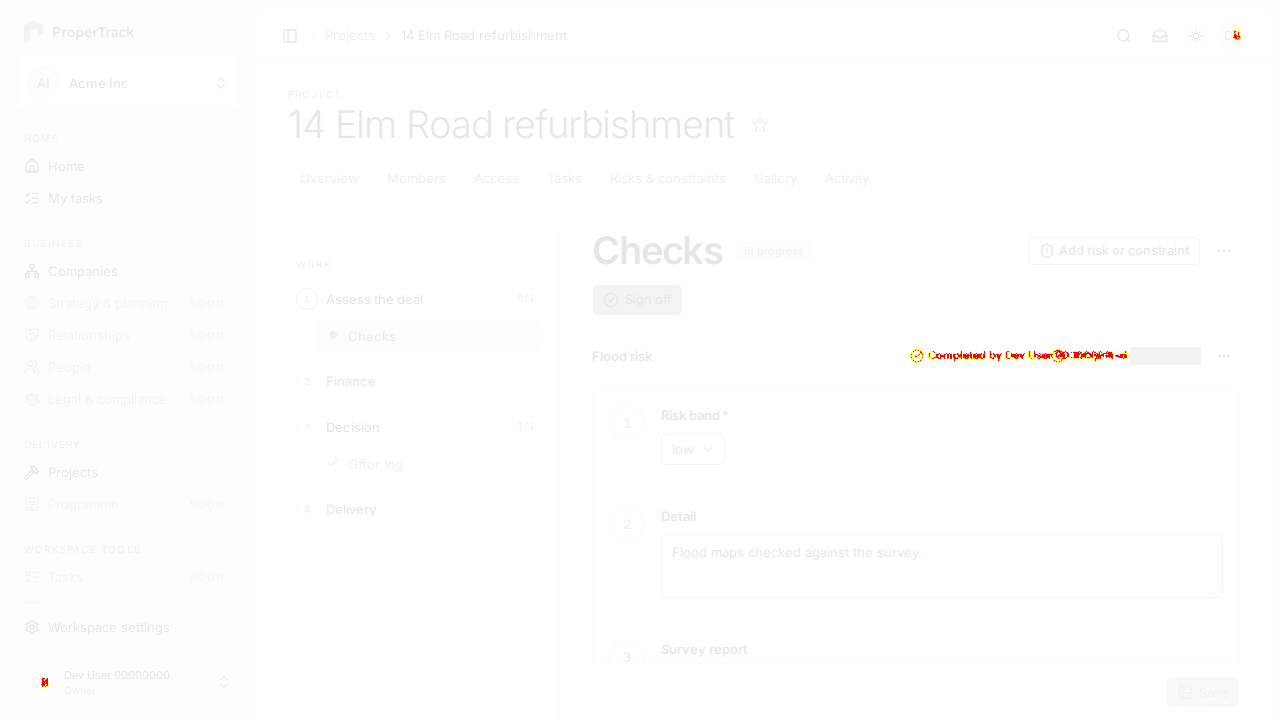 ProperTrack
AI Acme Inc
HOME
Home
My tasks
BUSINESS
Companies
Strategy & planning SOON
Relationships SOON
People SOON
Legal & compliance SOON
DELIVERY
Projects
Programme SOON
WORKSPACE TOOLS
Tasks SOON
Workspace settings
Dev User 00000000
Owner
Projects > 14 Elm Road refurbishment
PROJECT
14 Elm Road refurbishment
Overview Members Access Tasks Risks & constraints Gallery Activity
WORK
1 Assess the deal 0/1
Checks
2 Finance
3 Decision 1/1
Offer log
4 Delivery
Checks In progress Add risk or constraint
Sign off
Flood risk Completed by Dev User
1 Risk band *
low
2 Detail
Flood maps checked against the survey.
3 Survey report
Save